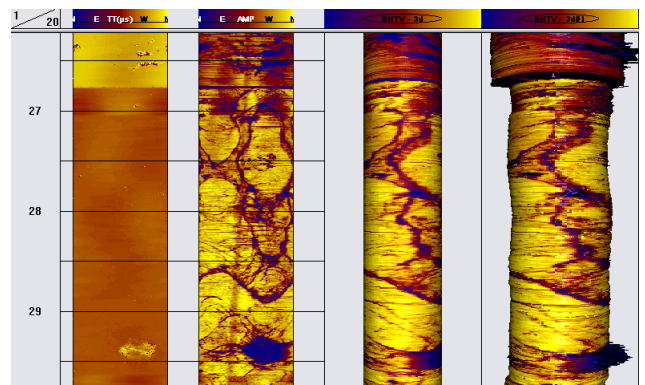 1 20
N E TT(µs) W N
N E AMP W N
BHTV - 3d
BHTV - 3d#1
27
28
29